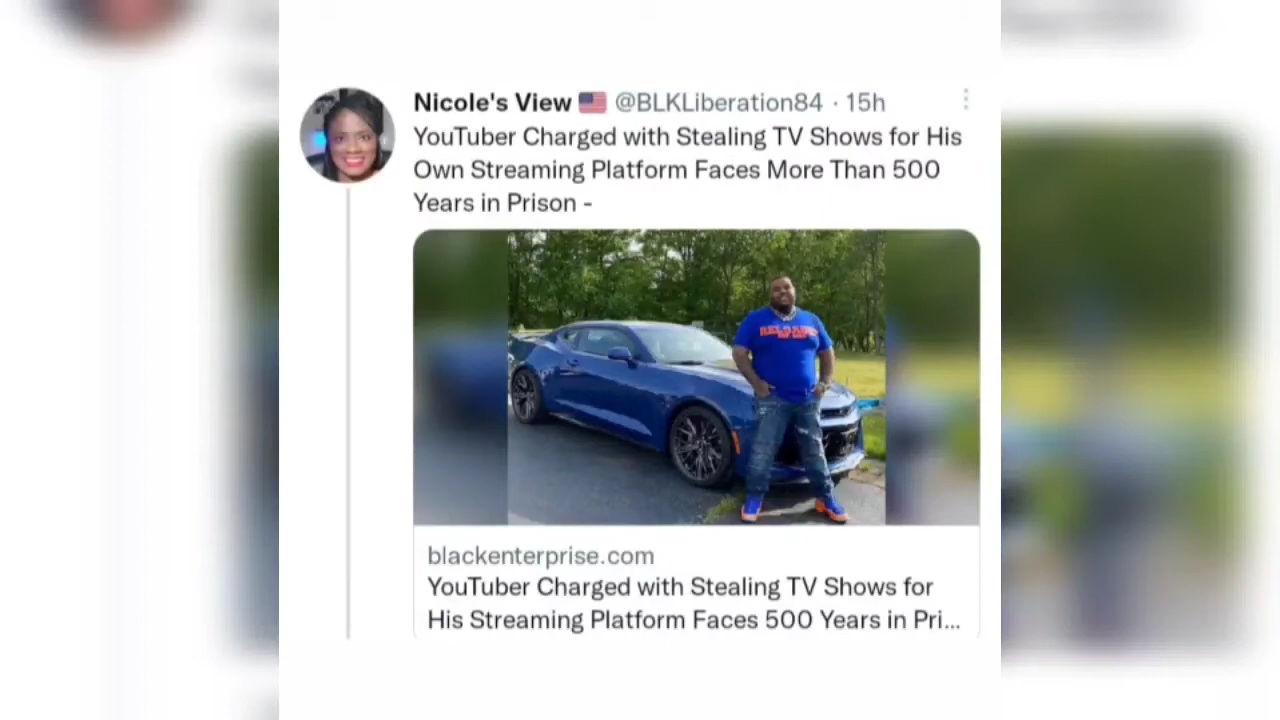 Nicole's View 🇺🇸 @BLKLiberation84 · 15h
YouTuber Charged with Stealing TV Shows for His
Own Streaming Platform Faces More Than 500
Years in Prison -
blackenterprise.com
YouTuber Charged with Stealing TV Shows for
His Streaming Platform Faces 500 Years in Pri...